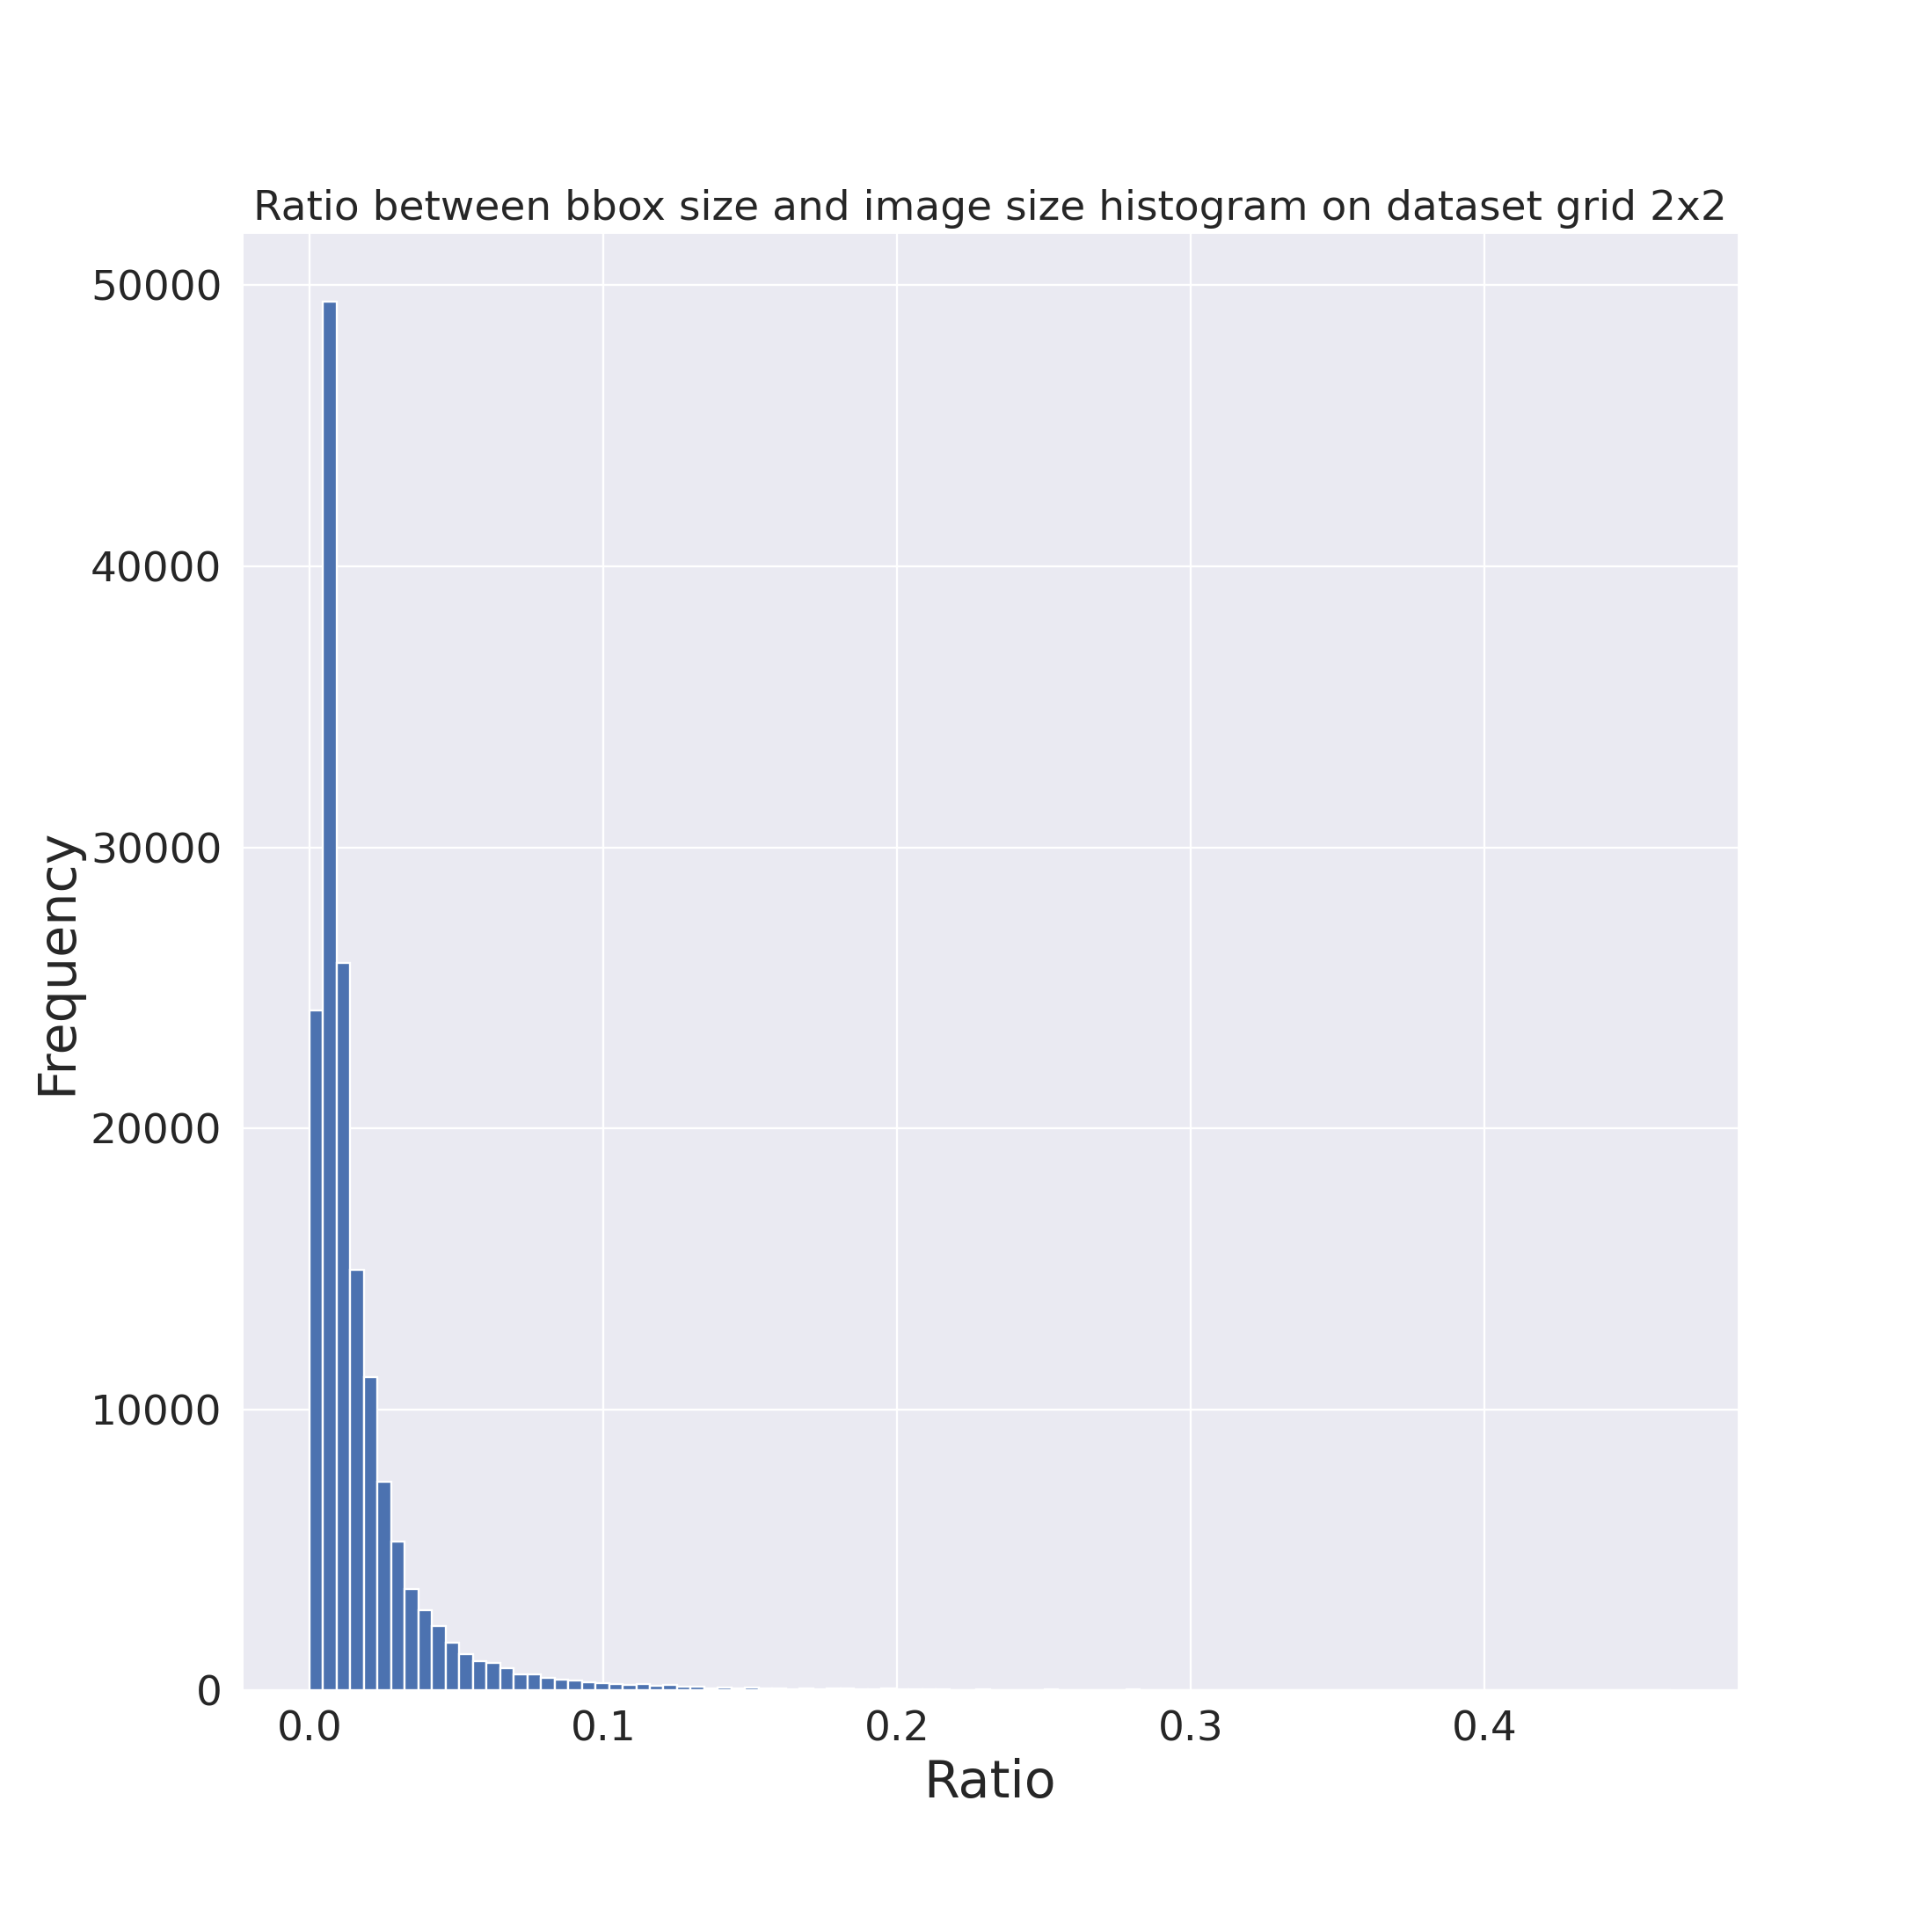 Ratio between bbox size and image size histogram on dataset grid 2x2
50000
40000
30000
20000
10000
0
Frequency
0.0 0.1 0.2 0.3 0.4
Ratio